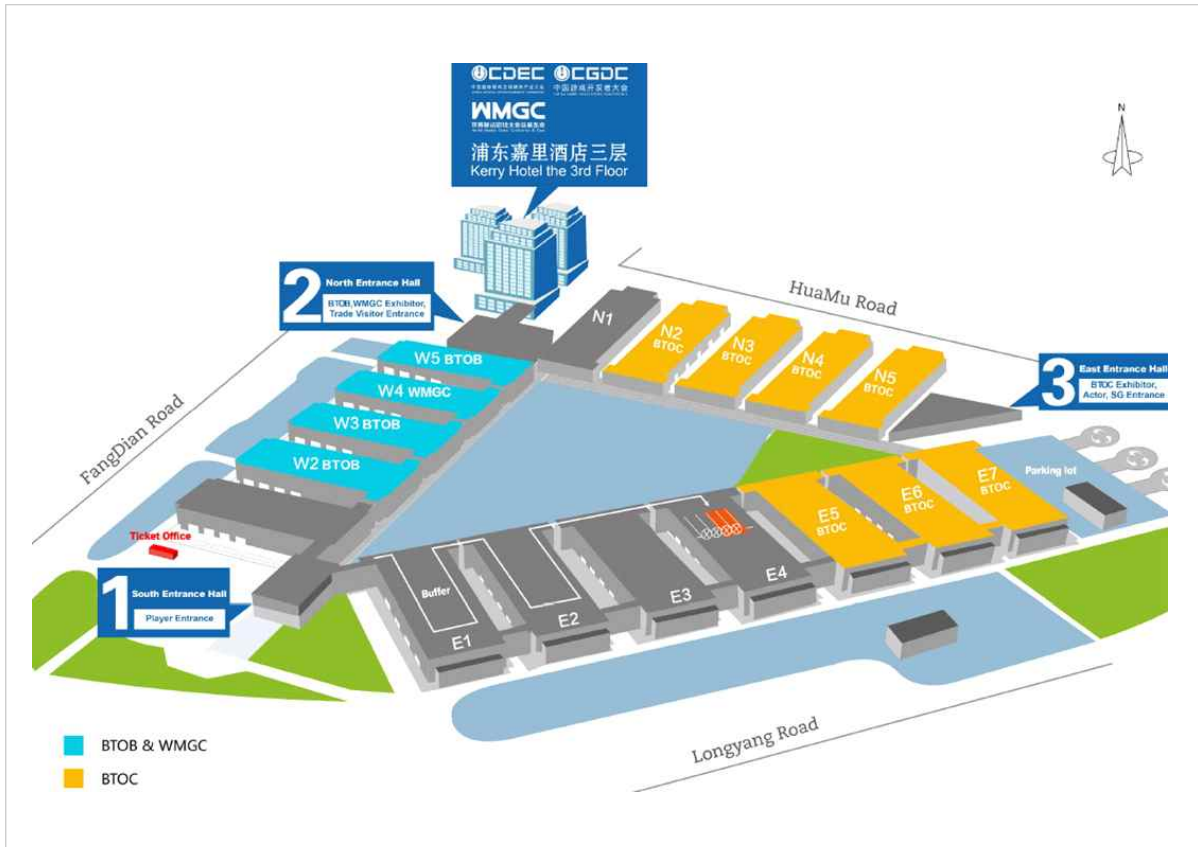 CDEC CGDC
中国游戏开发者大会
WMGC
浦东嘉里酒店三层
Kerry Hotel the 3rd Floor
N
2
North Entrance Hall
BTOB,WMGC Exhibitor,
Trade Visitor Entrance
HuaMu Road
N1
N2
BTOC
N3
BTOC
N4
BTOC
N5
BTOC
3
East Entrance Hall
BTOC Exhibitor,
Actor, SG Entrance
W5 BTOB
W4 WMGC
W3 BTOB
W2 BTOB
FangDian Road
Parking lot
E7
BTOC
E6
BTOC
E5
BTOC
E4
E3
E2
E1
Buffer
Ticket Office
1
South Entrance Hall
Player Entrance
Longyang Road
BTOB & WMGC
BTOC